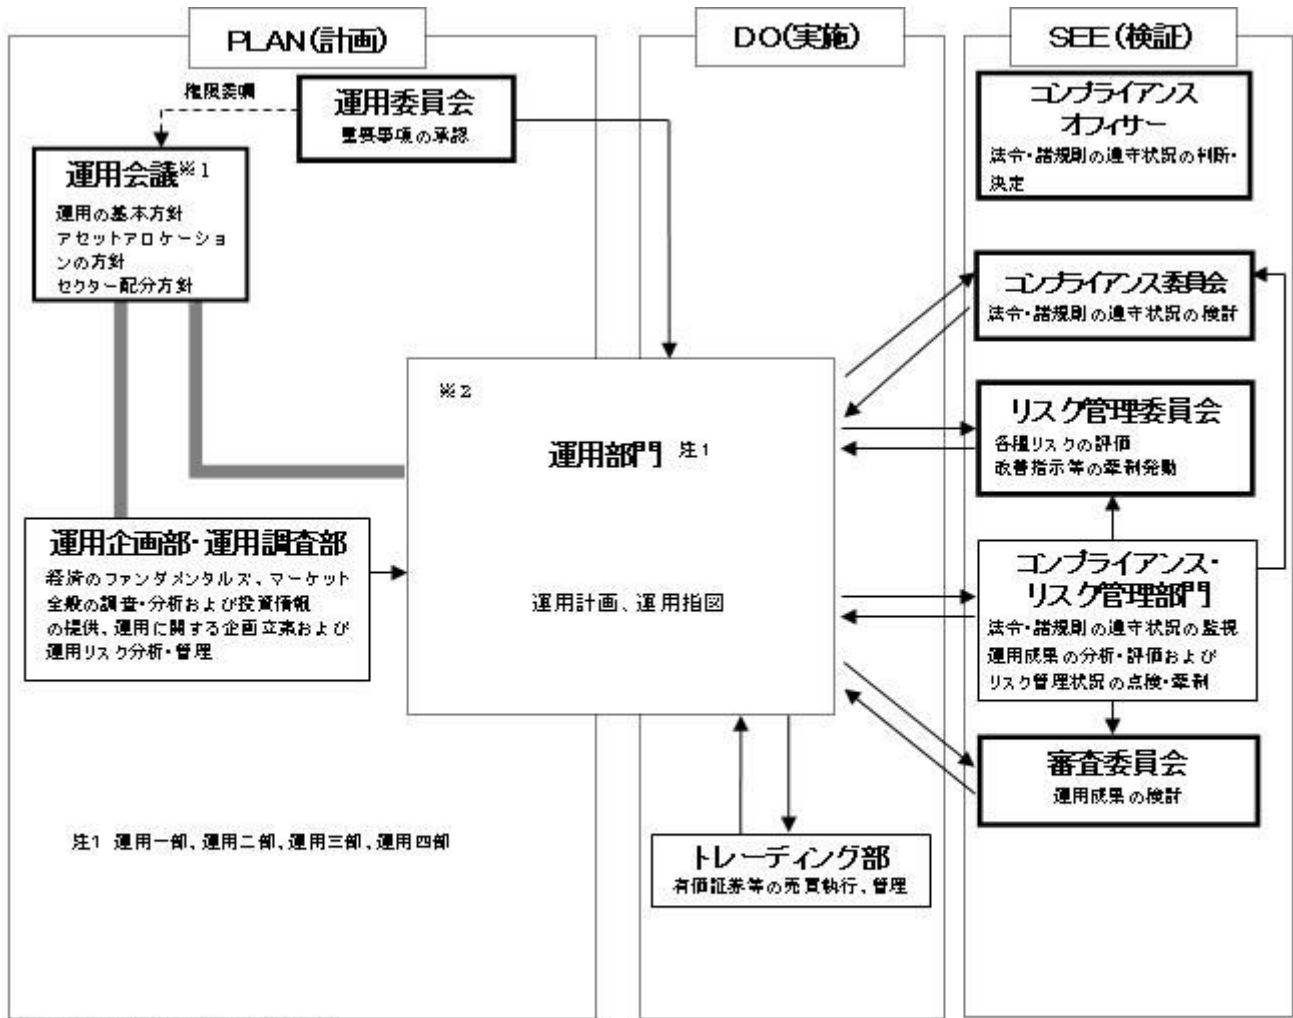 PLAN(計画)
DO(実施)
SEE(検証)
権限委嘱
運用委員会
重要事項の承認
運用会議※1
運用の基本方針
アセットアロケーショ
ンの方針
セクター配分方針
運用企画部・運用調査部
経済のファンダメンタルズ、マーケット
全般の調査・分析および投資情報
の提供、運用に関する企画立案および
運用リスク分析・管理
注1 運用一部、運用二部、運用三部、運用四部
※2
運用部門 注1
運用計画、運用指図
トレーディング部
有価証券等の売買執行、管理
コンプライアンス
オフィサー
法令・諸規則の遵守状況の判断・
決定
コンプライアンス委員会
法令・諸規則の遵守状況の検討
リスク管理委員会
各種リスクの評価
改善指示等の牽制発動
コンプライアンス・
リスク管理部門
法令・諸規則の遵守状況の監視
運用成果の分析・評価および
リスク管理状況の点検・牽制
審査委員会
運用成果の検討